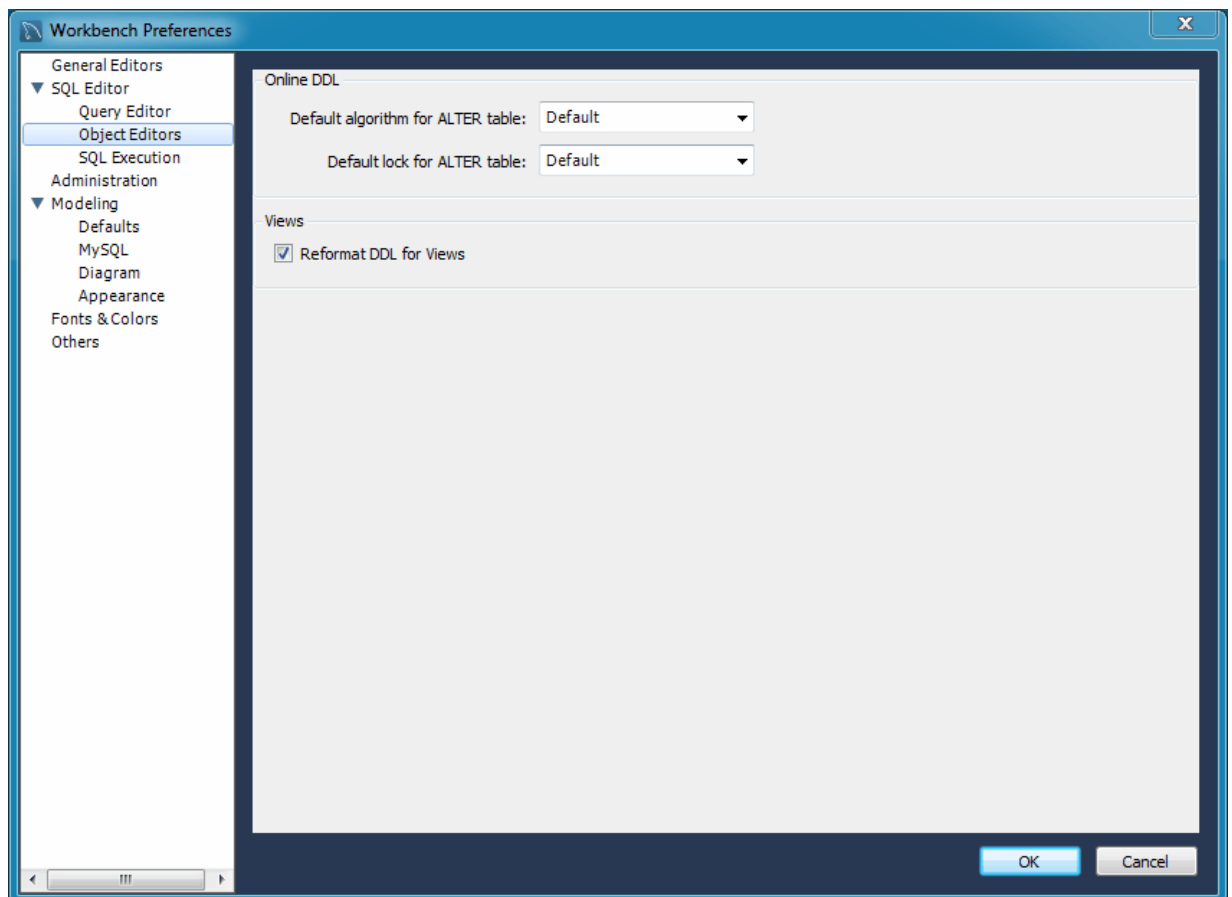 Workbench Preferences
General Editors
SQL Editor
Query Editor
Object Editors
SQL Execution
Administration
Modeling
Defaults
MySQL
Diagram
Appearance
Fonts & Colors
Others
Online DDL
Default algorithm for ALTER table: Default
Default lock for ALTER table: Default
Views
Reformat DDL for Views
OK Cancel